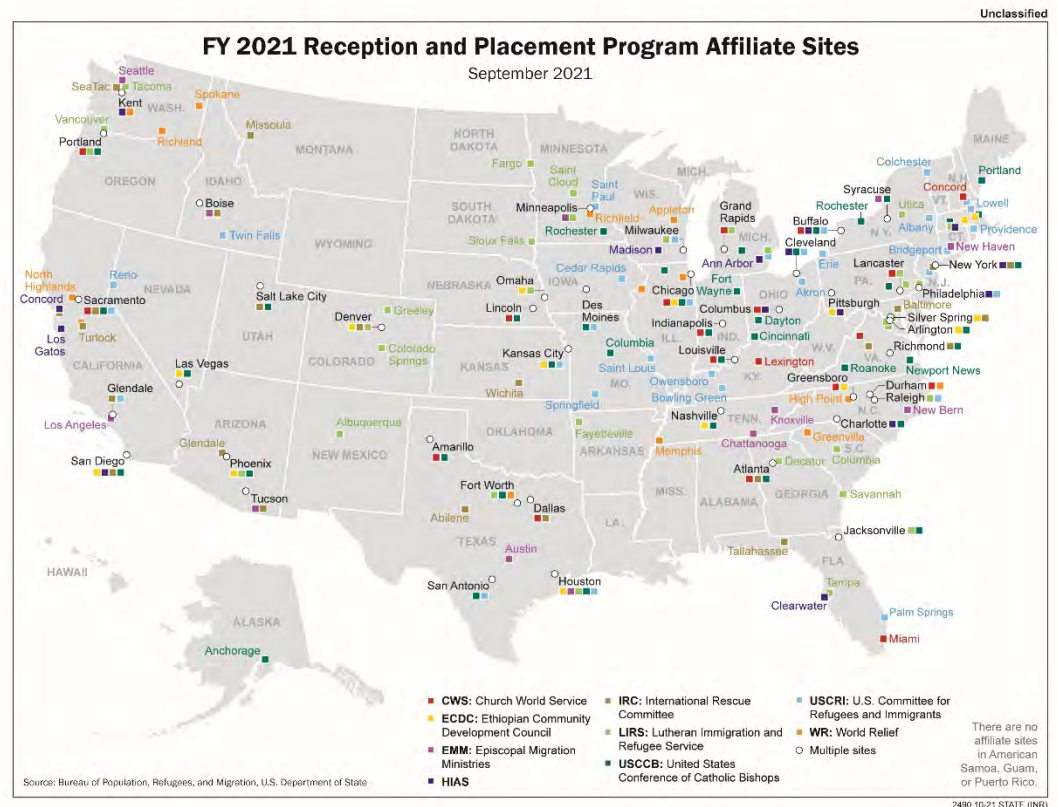 Unclassified
FY 2021 Reception and Placement Program Affiliate Sites
September 2021
Seattle
SeaTac
Tacoma
Kent
WASH.
Spokane
Vancouver
Portland
Richland
Missoula
MONTANA
OREGON
IDAHO
Boise
Twin Falls
WYOMING
NORTH
DAKOTA
Fargo
MINNESOTA
Saint
Cloud
Saint
Paul
Minneapolis
Richfield
Rochester
SOUTH
DAKOTA
Sioux Falls
WIS.
Appleton
Milwaukee
Madison
MICH.
Grand
Rapids
MICH.
Ann Arbor
MAINE
Portland
Colchester
N.H.
VT.
Concord
Syracuse
Rochester
Utica
Lowell
Buffalo
N.Y.
Albany
CT.
Providence
Bridgeport
New Haven
Cleveland
Erie
Lancaster
New York
PA.
N.J.
Akron
Pittsburgh
Philadelphia
Baltimore
Silver Spring
Arlington
North
Highlands
Reno
Concord
Sacramento
NEVADA
Los
Gatos
Turlock
CALIFORNIA
Salt Lake City
UTAH
Denver
Greeley
COLORADO
Colorado
Springs
NEBRASKA
Omaha
Lincoln
Cedar Rapids
IOWA
Des
Moines
Chicago
Fort
Wayne
OHIO
Columbus
Indianapolis
Dayton
IND.
ILL.
Cincinnati
Kansas City
KANSAS
Columbia
Saint Louis
MO.
Wichita
Springfield
Louisville
Lexington
Owensboro
Bowling Green
KY.
W.V.
VA.
Richmond
Roanoke
Newport News
Greensboro
Durham
High Point
Raleigh
N.C.
New Bern
Charlotte
Las Vegas
Glendale
Los Angeles
San Diego
ARIZONA
Glendale
Phoenix
Tucson
Albuquerque
NEW MEXICO
Amarillo
OKLAHOMA
Fayetteville
ARKANSAS
Memphis
Nashville
TENN.
Knoxville
Chattanooga
Greenville
S.C.
Columbia
Decatur
Atlanta
MISS.
ALABAMA
GEORGIA
Savannah
Fort Worth
Dallas
Abilene
LA.
TEXAS
Austin
San Antonio
Houston
Jacksonville
Tallahassee
FLA.
Tampa
Clearwater
Palm Springs
Miami
HAWAII
ALASKA
Anchorage
CWS: Church World Service
ECDC: Ethiopian Community
Development Council
EMM: Episcopal Migration
Ministries
HIAS
IRC: International Rescue
Committee
LIRS: Lutheran Immigration and
Refugee Service
USCCB: United States
Conference of Catholic Bishops
USCRI: U.S. Committee for
Refugees and Immigrants
WR: World Relief
Multiple sites
There are no
affiliate sites
in American
Samoa, Guam,
or Puerto Rico.
Source: Bureau of Population, Refugees, and Migration, U.S. Department of State
2490 10-21 STATE (INR)